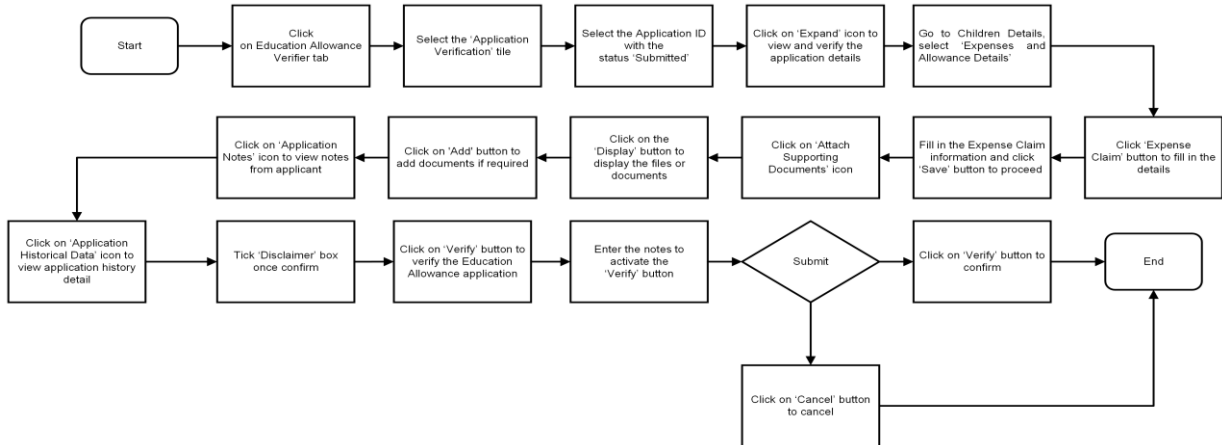 Start
Click
on Education Allowance
Verifier tab
Select the ‘Application
Verification’ tile
Select the Application ID
with the
status ‘Submitted’
Click on ‘Expand’ icon to
view and verify the
application details
Go to Children Details,
select ‘Expenses and
Allowance Details’
Click ‘Expense
Claim’ button to fill in the
details
Fill in the Expense Claim
information and click
‘Save’ button to proceed
Click on ‘Attach
Supporting
Documents’ icon
Click on the
‘Display’ button to
display the files or
documents
Click on 'Add' button to
add documents if required
Click on ‘Application
Notes’ icon to view notes
from applicant
Click on ‘Application
Historical Data’ icon to
view application history
detail
Tick ‘Disclaimer’ box
once confirm
Click on ‘Verify’ button to
verify the Education
Allowance application
Enter the notes to
activate the
‘Verify’ button
Submit
Click on ‘Verify’ button to
confirm
End
Click on ‘Cancel’ button
to cancel